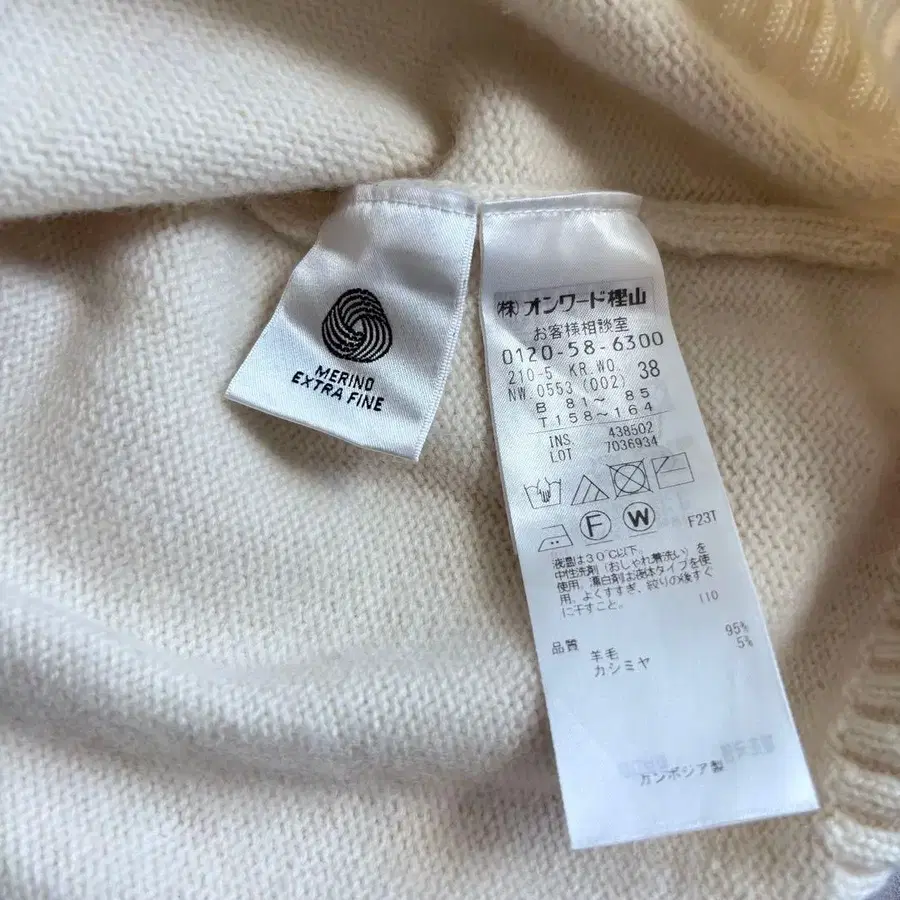 MERINO
EXTRA FINE
(株)オンワード樫山
お客様相談室
0120-58-6300
210-5 KR.WO.
NW.0553 (002) 38
B 81～ 85
T158～164
INS. 438502
LOT 7036934
F W F23T
液温は30℃以下
中性洗剤(おしゃれ着洗い)を
使用。漂白剤は液体タイプを使
用。よくすすぎ、絞りの後すぐ
に干すこと。 110
品質
羊毛 95%
カシミヤ 5%
カンボジア製